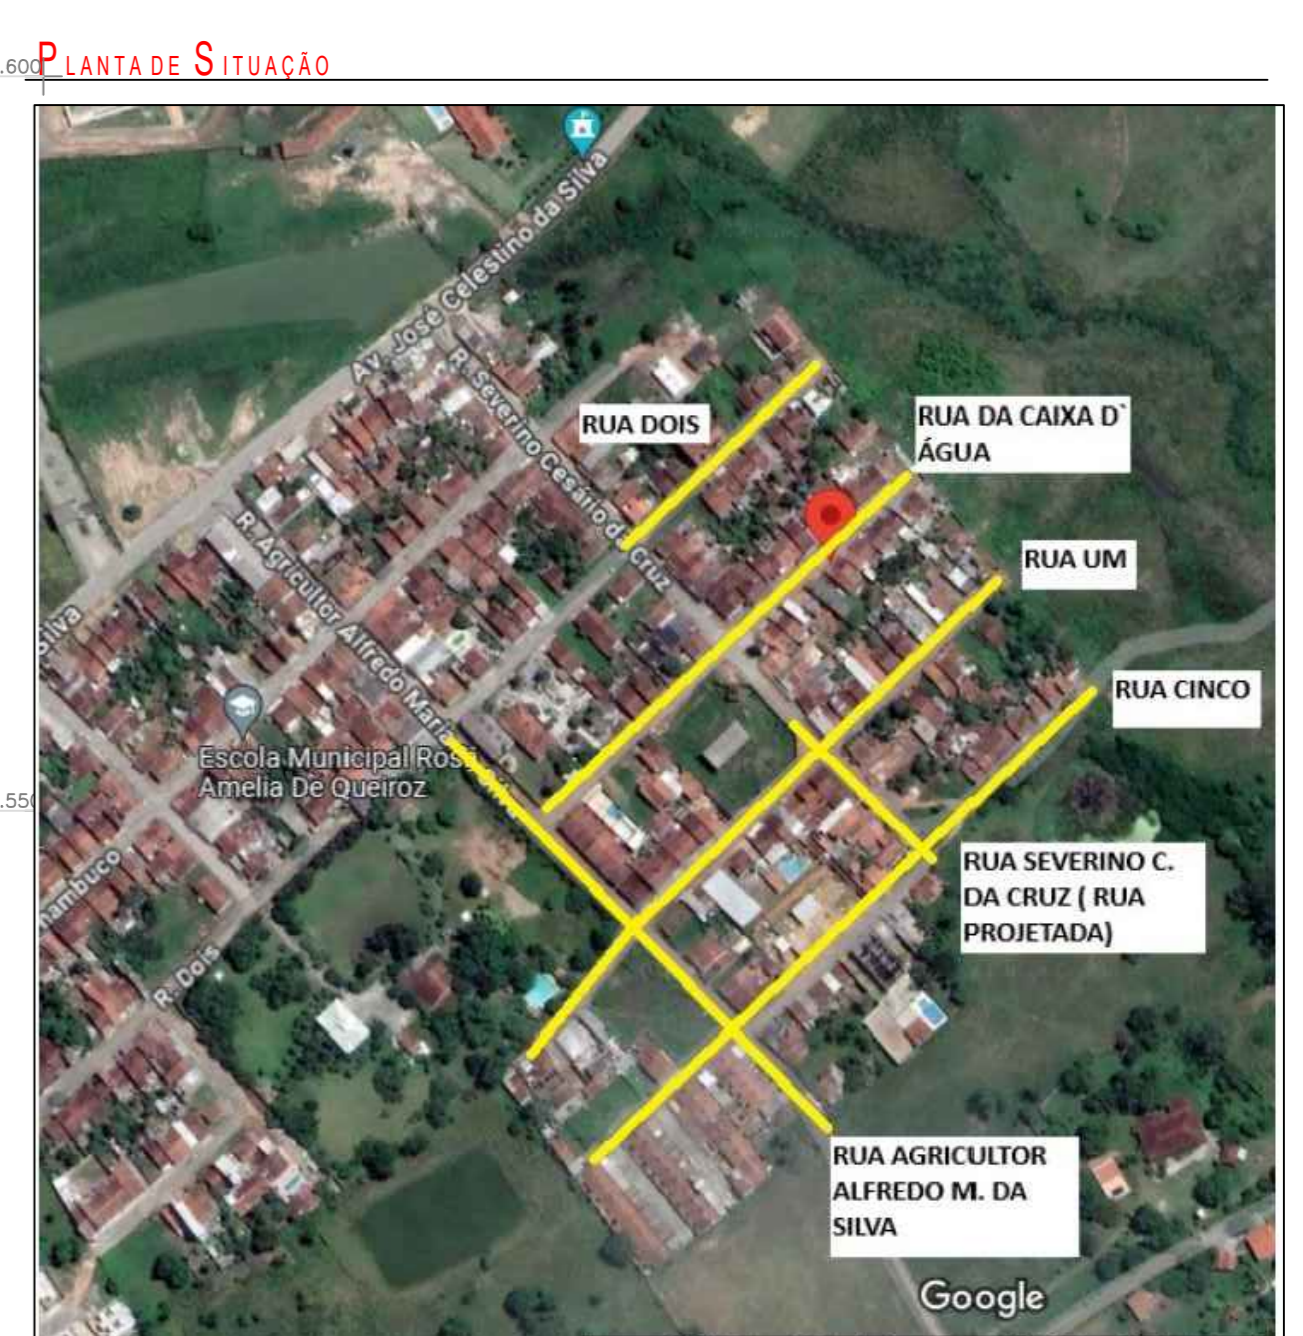 .600
PLANTA DE SITUAÇÃO
Av. José Celestino da Silva
R. Severino Cesário da Cruz
RUA DOIS
RUA DA CAIXA D`
ÁGUA
R. Agricultor Alfredo Maria
RUA UM
Silva
RUA CINCO
Escola Municipal Rosa
Amelia De Queiroz
.550
nambuco
RUA SEVERINO C.
DA CRUZ ( RUA
PROJETADA)
R. Dois
RUA AGRICULTOR
ALFREDO M. DA
SILVA
Google